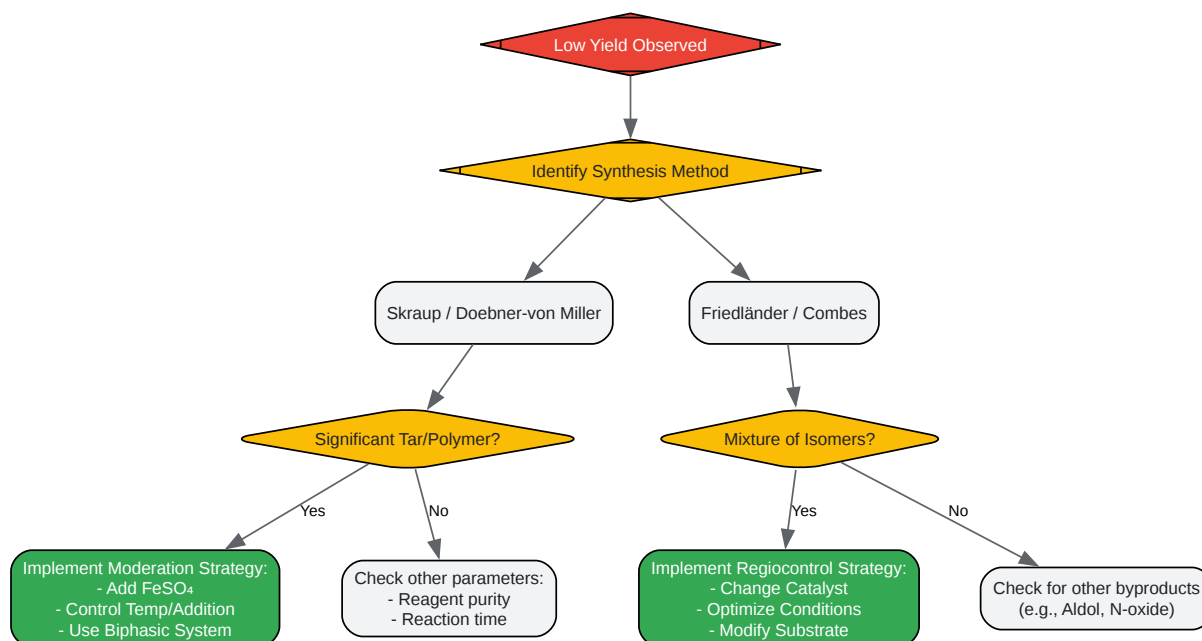 Low Yield Observed
Identify Synthesis Method
Skraup / Doebner-von Miller
Friedländer / Combes
Significant Tar/Polymer?
Mixture of Isomers?
Yes
No
Yes
No
Implement Moderation Strategy:
- Add FeSO₄
- Control Temp/Addition
- Use Biphasic System
Check other parameters:
- Reagent purity
- Reaction time
Implement Regiocontrol Strategy:
- Change Catalyst
- Optimize Conditions
- Modify Substrate
Check for other byproducts
(e.g., Aldol, N-oxide)